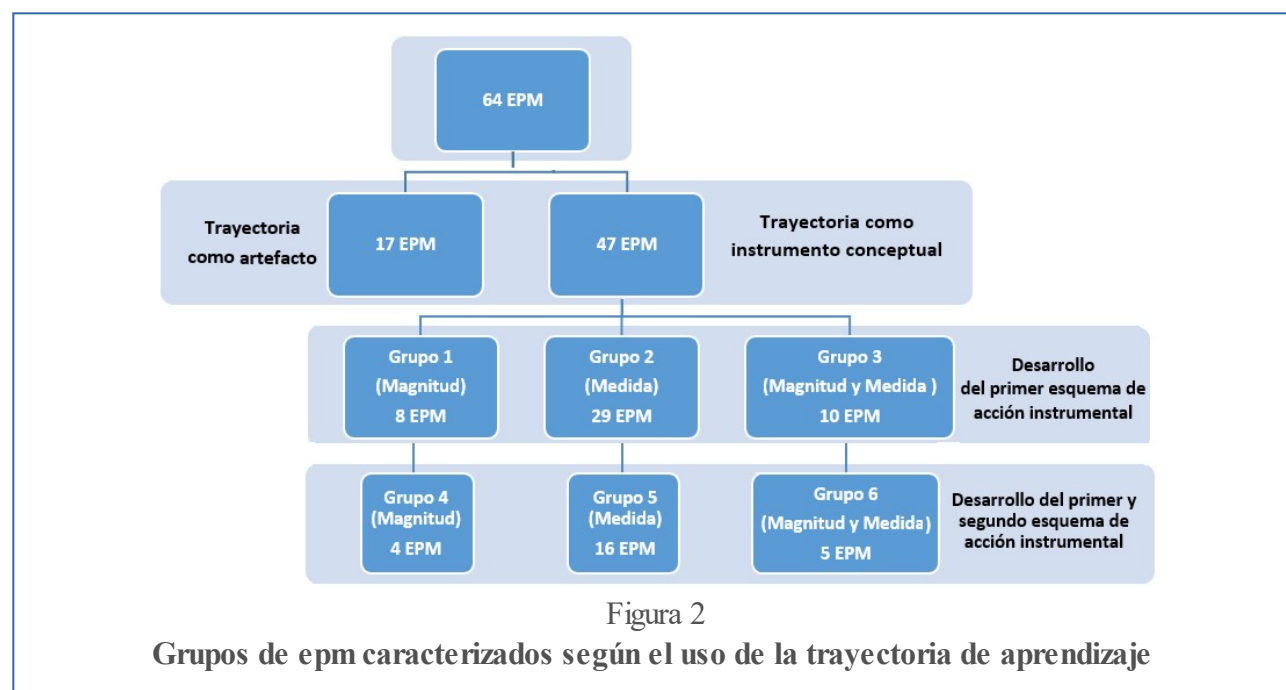 64 EPM
Trayectoria
como artefacto
17 EPM
47 EPM
Trayectoria como
instrumento conceptual
Grupo 1
(Magnitud)
8 EPM
Grupo 2
(Medida)
29 EPM
Grupo 3
(Magnitud y Medida )
10 EPM
Desarrollo
del primer esquema de
acción instrumental
Grupo 4
(Magnitud)
4 EPM
Grupo 5
(Medida)
16 EPM
Grupo 6
(Magnitud y Medida)
5 EPM
Desarrollo del primer y
segundo esquema de
acción instrumental
Figura 2
Grupos de epm caracterizados según el uso de la trayectoria de aprendizaje